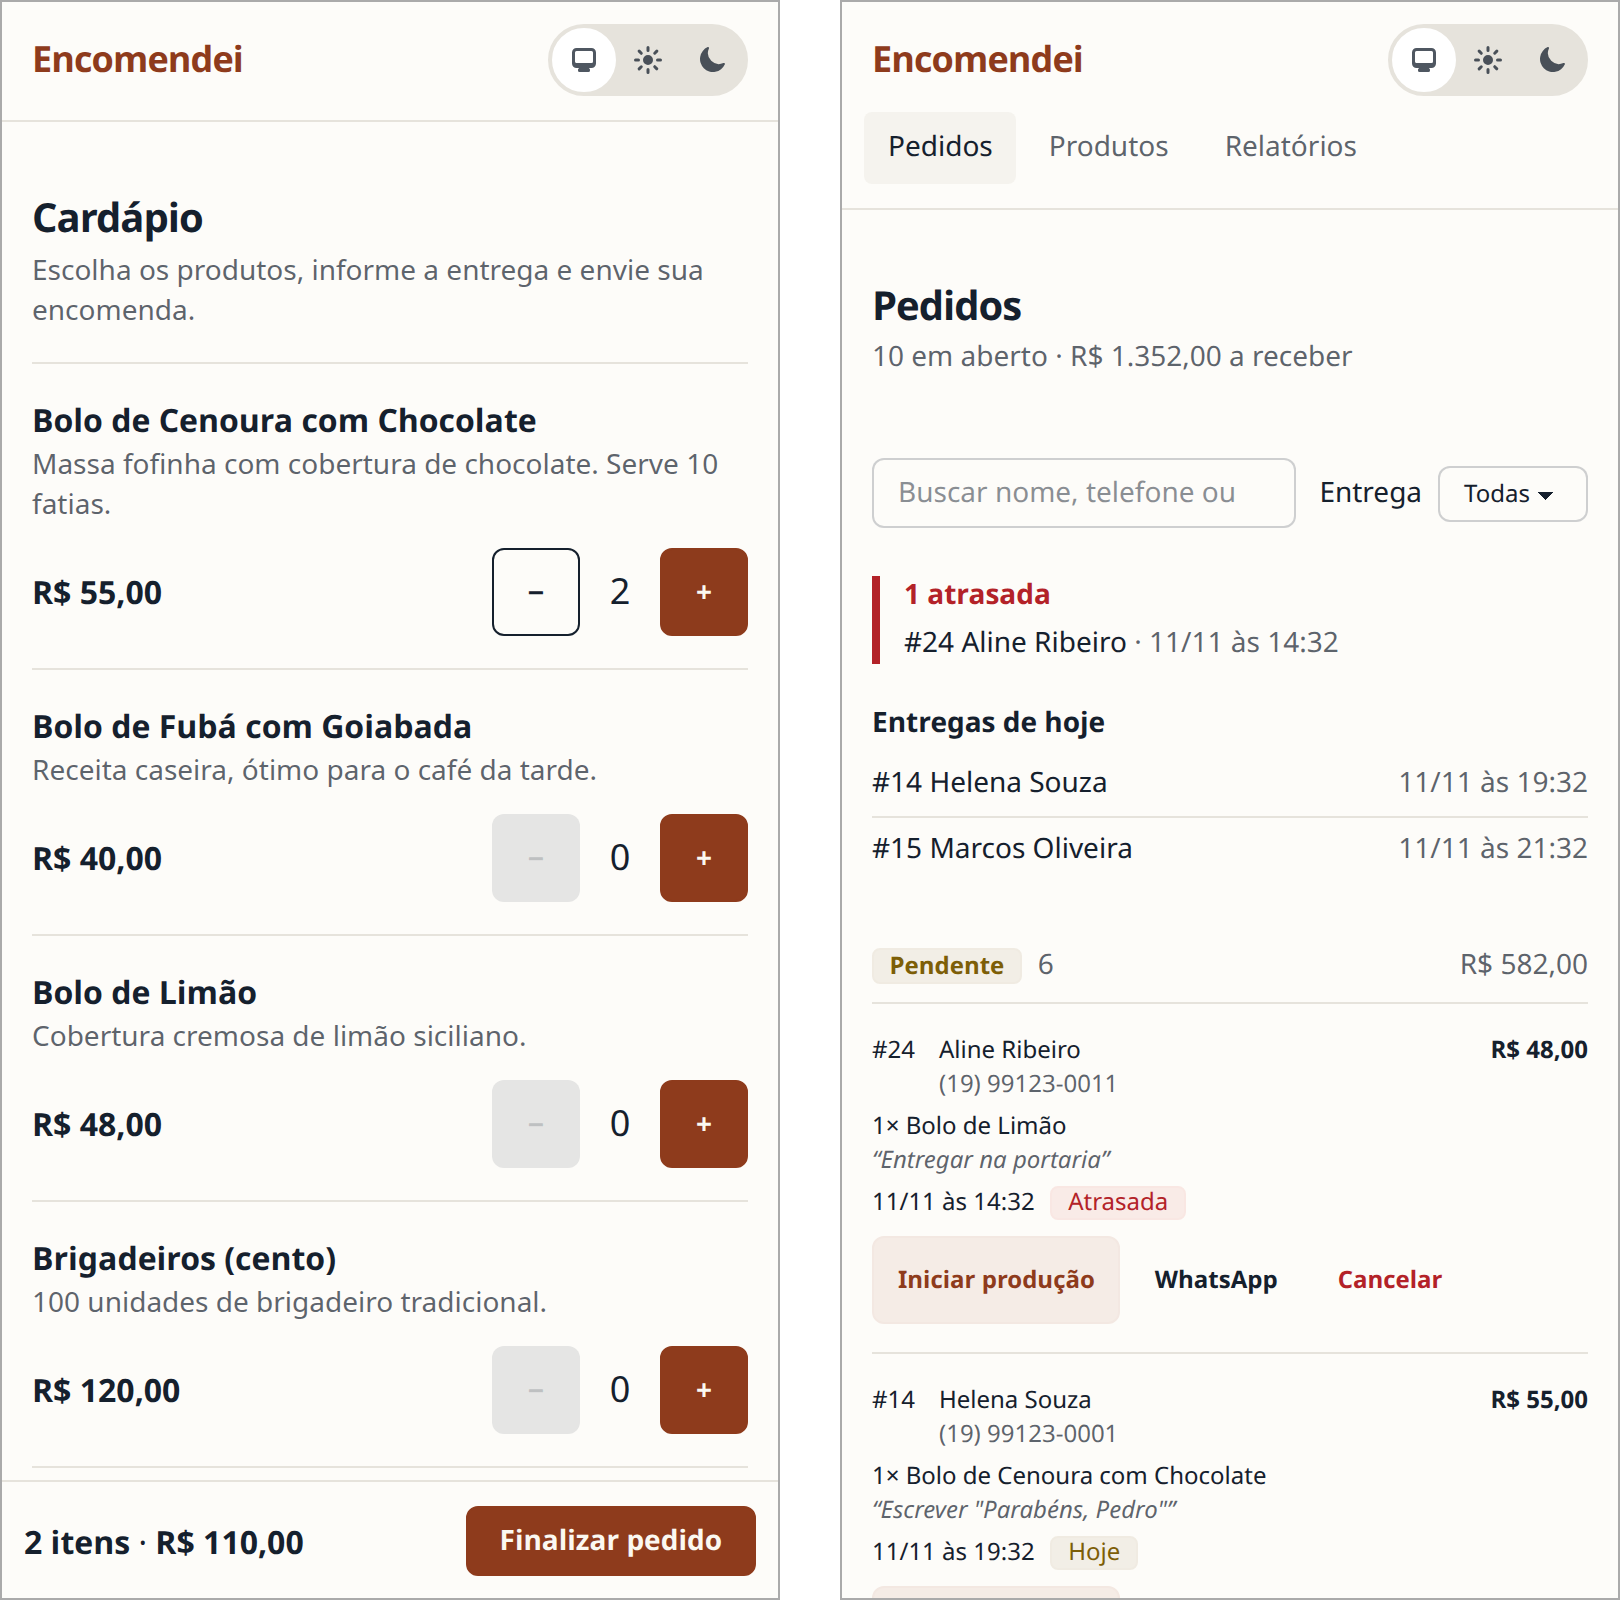 Encomendei
Cardápio
Escolha os produtos, informe a entrega e envie sua
encomenda.
Bolo de Cenoura com Chocolate
Massa fofinha com cobertura de chocolate. Serve 10
fatias.
R$ 55,00 − 2 +
Bolo de Fubá com Goiabada
Receita caseira, ótimo para o café da tarde.
R$ 40,00 − 0 +
Bolo de Limão
Cobertura cremosa de limão siciliano.
R$ 48,00 − 0 +
Brigadeiros (cento)
100 unidades de brigadeiro tradicional.
R$ 120,00 − 0 +
2 itens · R$ 110,00 Finalizar pedido
Encomendei
Pedidos Produtos Relatórios
Pedidos
10 em aberto · R$ 1.352,00 a receber
Buscar nome, telefone ou Entrega Todas
1 atrasada
#24 Aline Ribeiro · 11/11 às 14:32
Entregas de hoje
#14 Helena Souza 11/11 às 19:32
#15 Marcos Oliveira 11/11 às 21:32
Pendente 6 R$ 582,00
#24 Aline Ribeiro R$ 48,00
(19) 99123-0011
1× Bolo de Limão
“Entregar na portaria”
11/11 às 14:32 Atrasada
Iniciar produção WhatsApp Cancelar
#14 Helena Souza R$ 55,00
(19) 99123-0001
1× Bolo de Cenoura com Chocolate
“Escrever "Parabéns, Pedro"”
11/11 às 19:32 Hoje